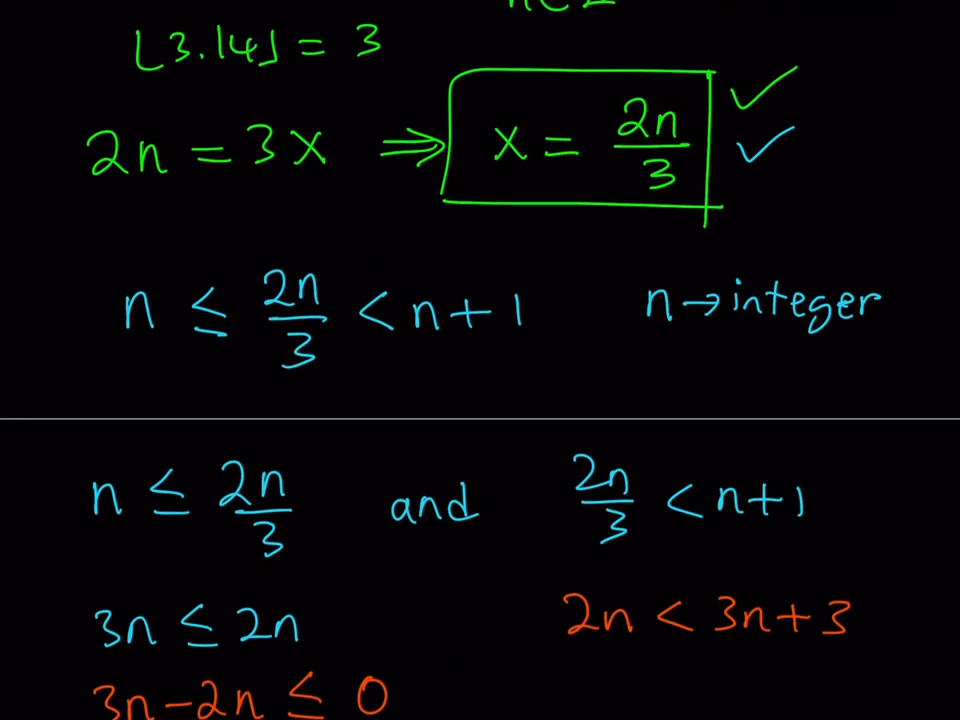 ⌊3.14⌋ = 3
2n = 3x ⇒ x = 2n/3 ✓ ✓
n ≤ 2n/3 < n+1 n→integer
n ≤ 2n/3 and 2n/3 < n+1
3n ≤ 2n 2n < 3n+3
3n−2n ≤ 0